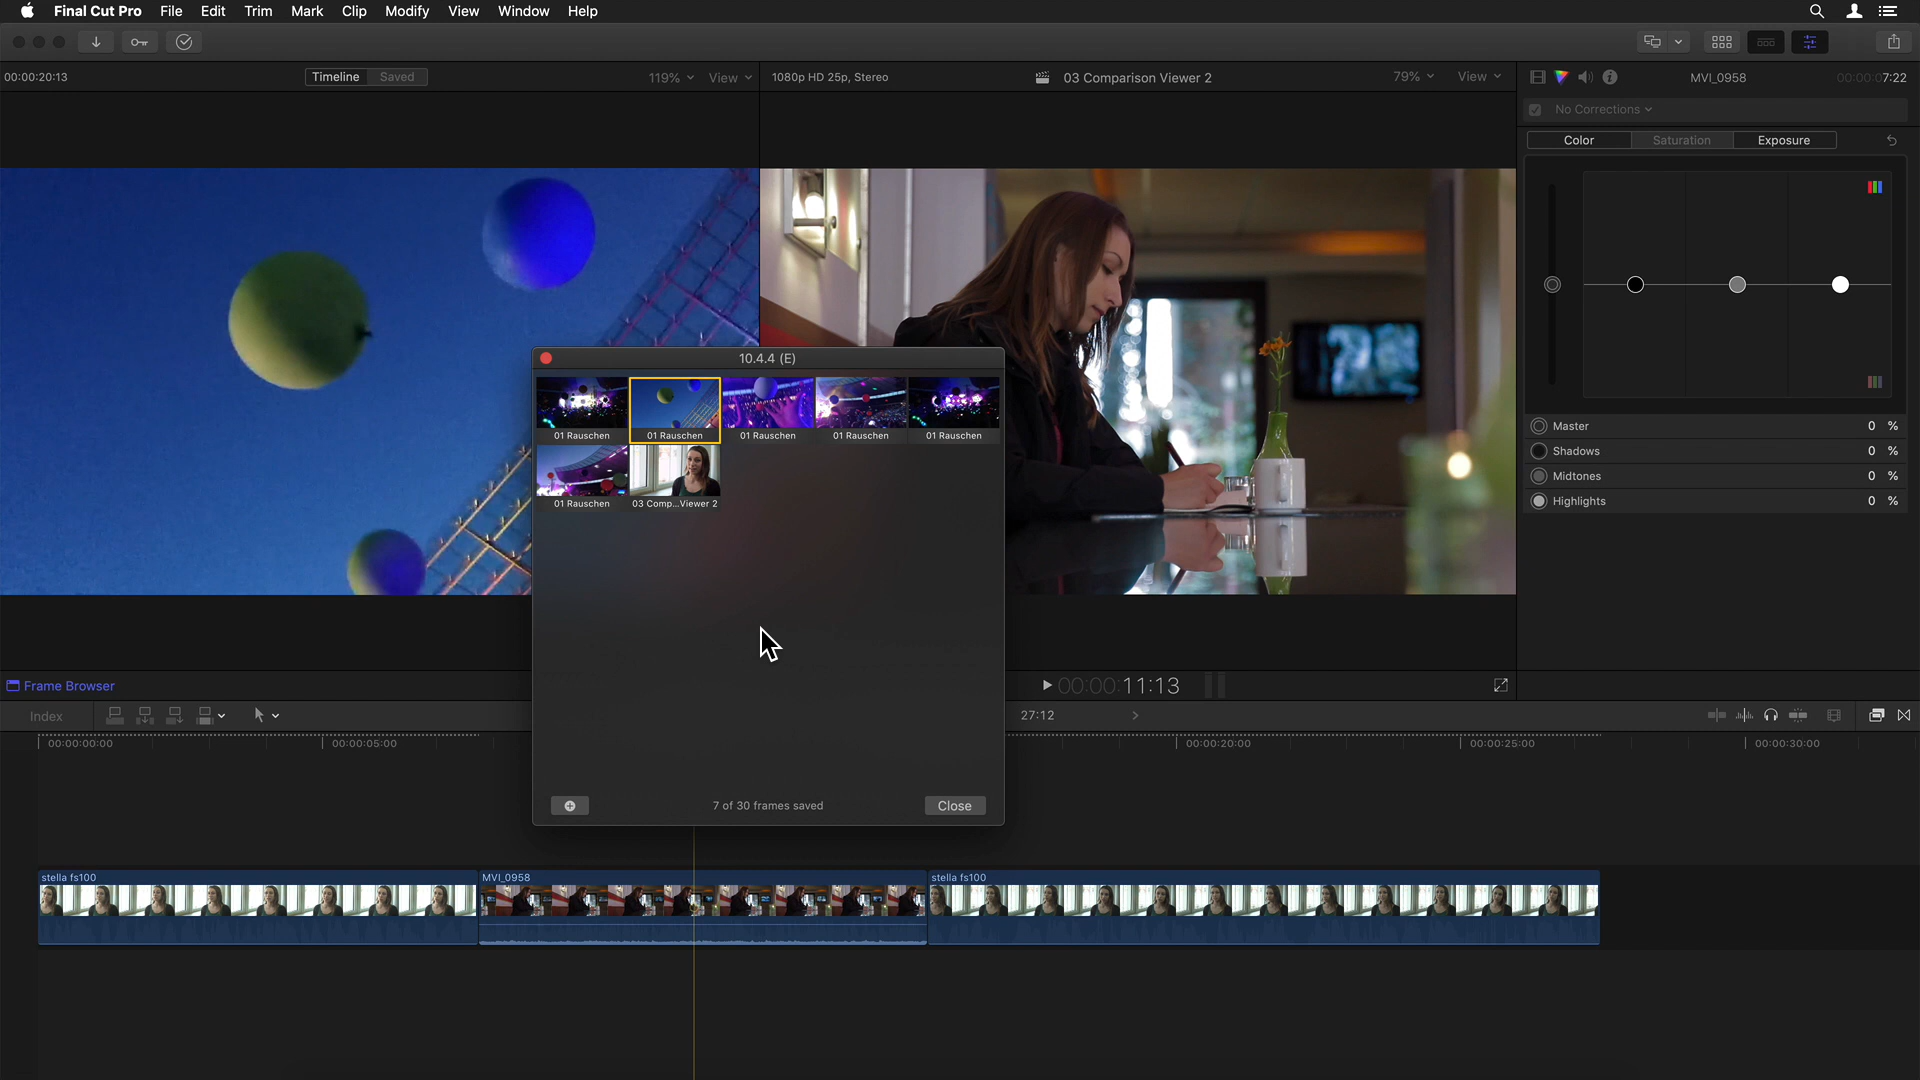 Final Cut Pro File Edit Trim Mark Clip Modify View Window Help
00:00:20:13 Timeline Saved 119% View 1080p HD 25p, Stereo 03 Comparison Viewer 2 79% View MVI_0958 00:00:07:22
No Corrections
Color Saturation Exposure
10.4.4 (E)
01 Rauschen 01 Rauschen 01 Rauschen 01 Rauschen 01 Rauschen
01 Rauschen 03 Comp...Viewer 2
Master 0 %
Shadows 0 %
Midtones 0 %
Highlights 0 %
Frame Browser 00:00:11:13
Index 27:12
00:00:00:00 00:00:05:00 00:00:20:00 00:00:25:00 00:00:30:00
7 of 30 frames saved Close
stella fs100 MVI_0958 stella fs100